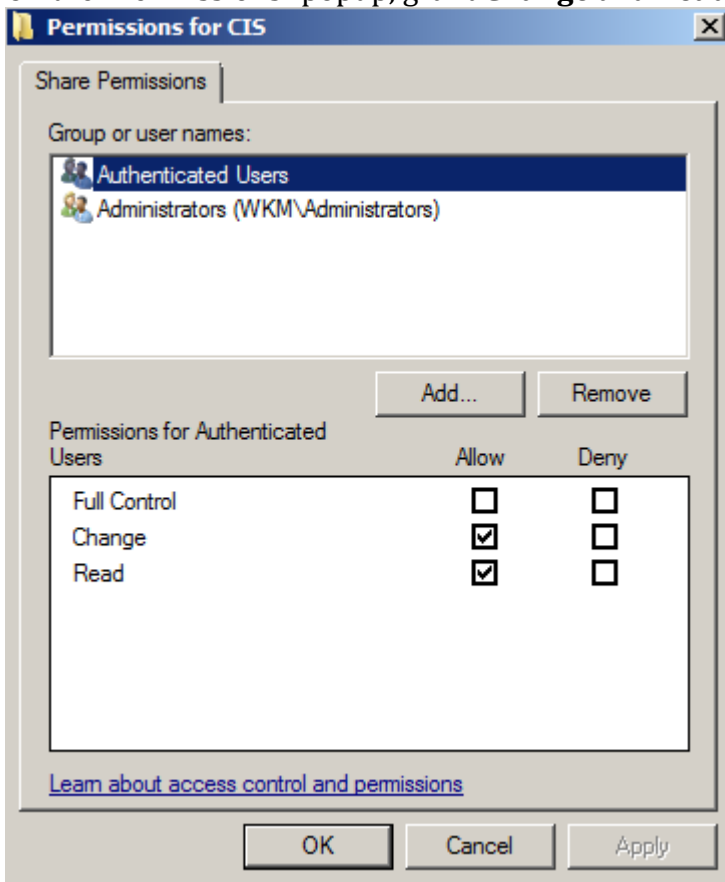 Permissions for CIS
Share Permissions
Group or user names:
Authenticated Users
Administrators (WKM\Administrators)
Add...
Remove
Permissions for Authenticated
Users
Allow
Deny
Full Control
Change
Read
Learn about access control and permissions
OK
Cancel
Apply